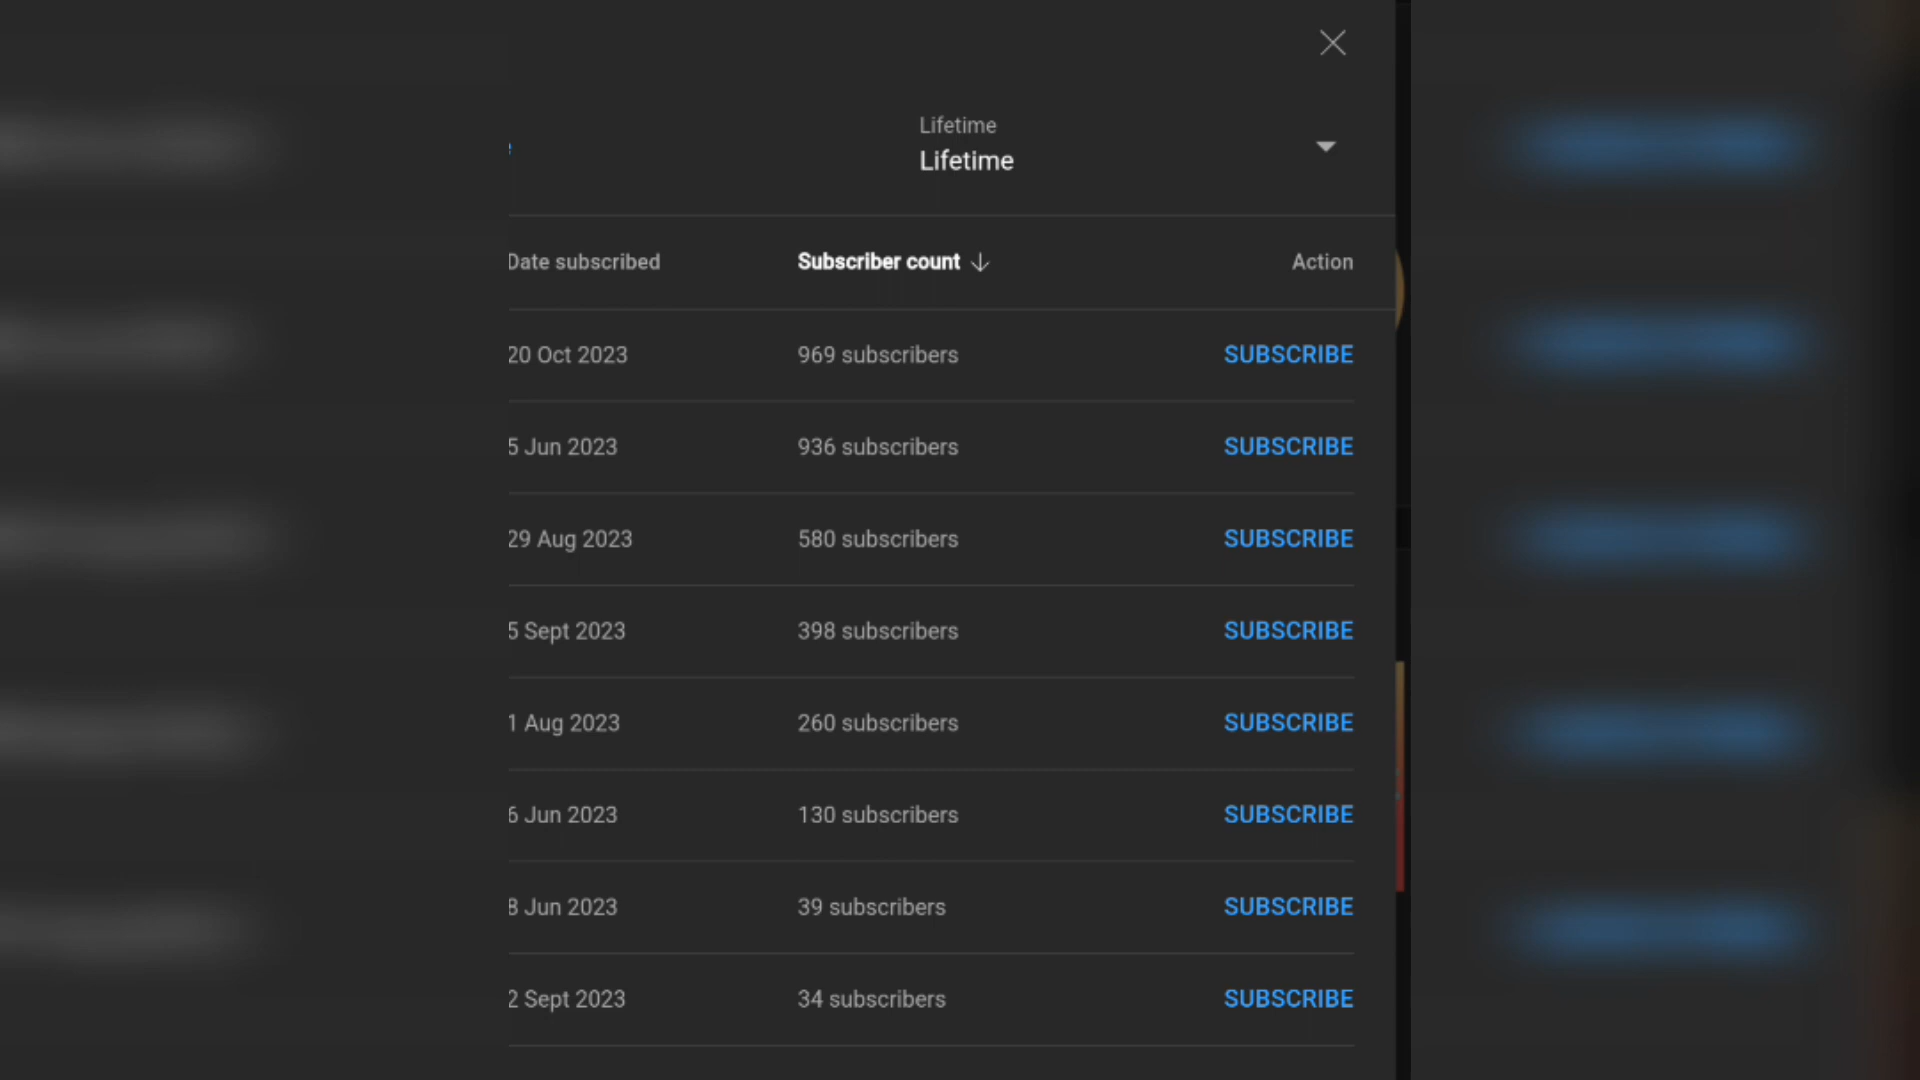 Lifetime
Lifetime
Date subscribed Subscriber count ↓ Action
20 Oct 2023 969 subscribers SUBSCRIBE
5 Jun 2023 936 subscribers SUBSCRIBE
29 Aug 2023 580 subscribers SUBSCRIBE
5 Sept 2023 398 subscribers SUBSCRIBE
1 Aug 2023 260 subscribers SUBSCRIBE
6 Jun 2023 130 subscribers SUBSCRIBE
8 Jun 2023 39 subscribers SUBSCRIBE
2 Sept 2023 34 subscribers SUBSCRIBE